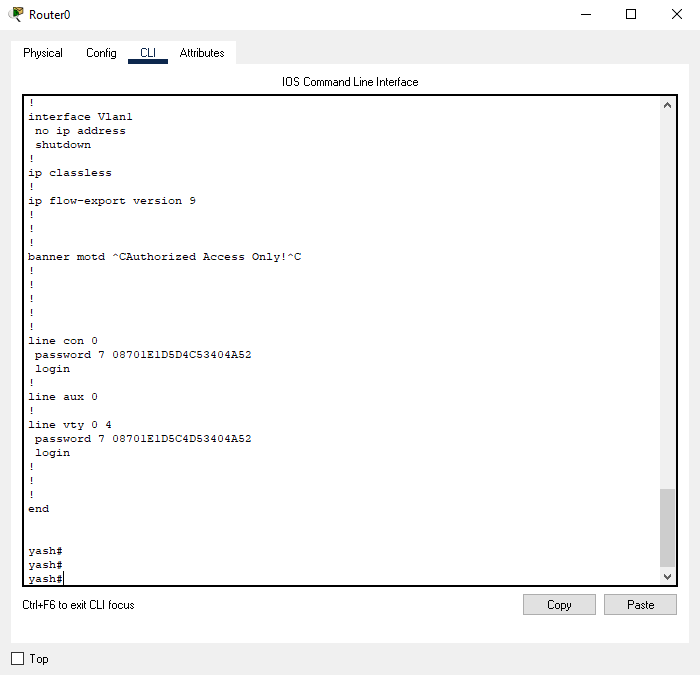 Router0
Physical Config CLI Attributes
IOS Command Line Interface
!
interface Vlan1
no ip address
shutdown
!
ip classless
!
ip flow-export version 9
!
!
!
banner motd ^CAuthorized Access Only!^C
!
!
!
!
!
line con 0
password 7 08701E1D5D4C53404A52
login
!
line aux 0
!
line vty 0 4
password 7 08701E1D5C4D53404A52
login
!
!
!
end
yash#
yash#
yash#
Ctrl+F6 to exit CLI focus
Copy Paste
Top